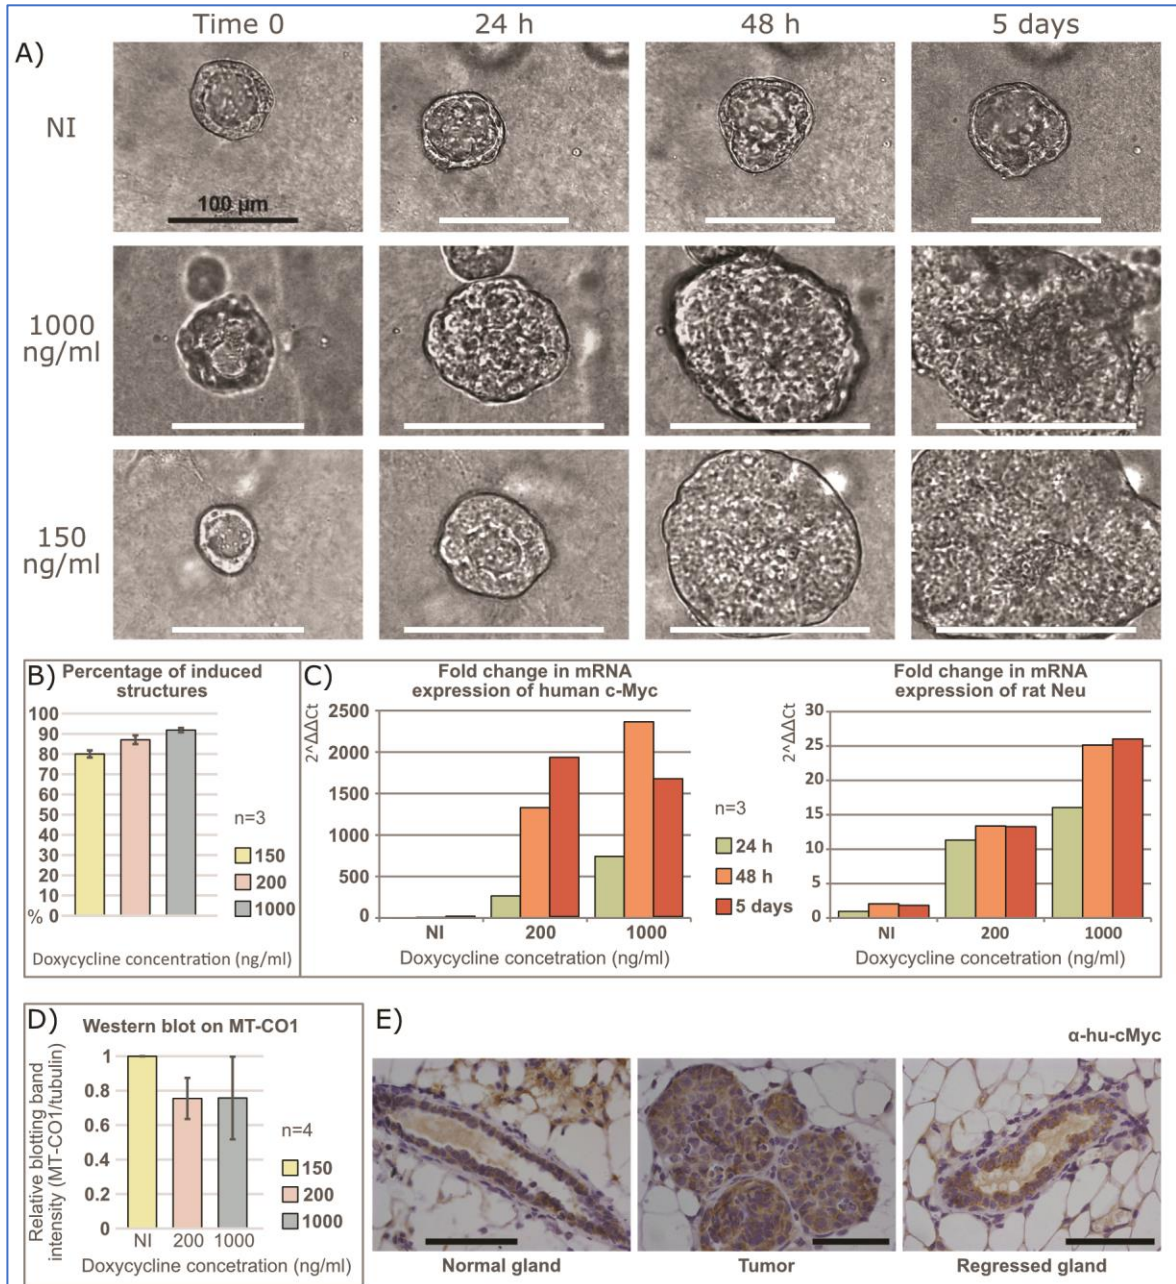 Time 0
24 h
48 h
5 days
A)
NI
100 µm
1000
ng/ml
150
ng/ml
B)
Percentage of induced
structures
100
90
80
70
60
50
40
30
20
10
0
%
n=3
150
200
1000
Doxycycline concentration (ng/ml)
C)
Fold change in mRNA
expression of human c-Myc
2^ΔΔCt
2500
2000
1500
1000
500
0
NI
200
1000
Doxycycline concetration (ng/ml)
n=3
24 h
48 h
5 days
Fold change in mRNA
expression of rat Neu
2^ΔΔCt
30
25
20
15
10
5
0
NI
200
1000
Doxycycline concetration (ng/ml)
D)
Western blot on MT-CO1
Relative blotting band
intensity (MT-CO1/tubulin)
1
0.8
0.6
0.4
0.2
0
NI
200
1000
n=4
150
200
1000
Doxycycline concetration (ng/ml)
E)
α-hu-cMyc
Normal gland
Tumor
Regressed gland